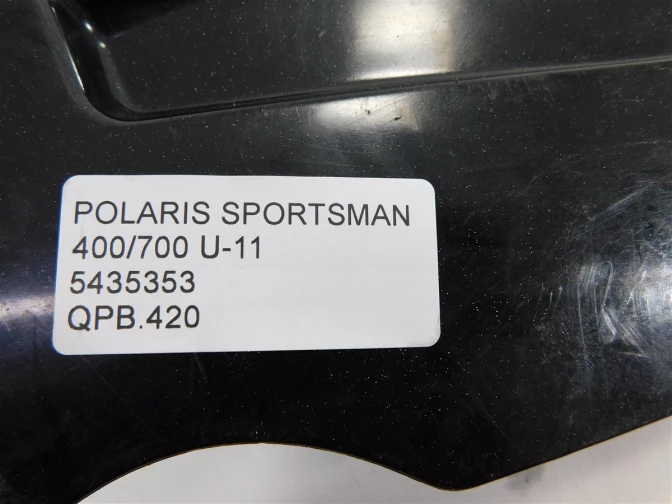 POLARIS SPORTSMAN
400/700 U-11
5435353
QPB.420